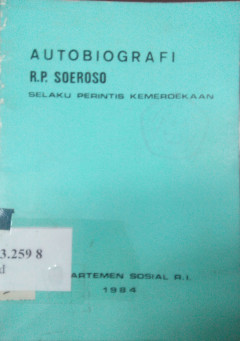 AUTOBIOGRAFI
R.P. SOEROSO
SELAKU PERINTIS KEMERDEKAAN
3.259 8
d
ARTEMEN SOSIAL R.I.
1984